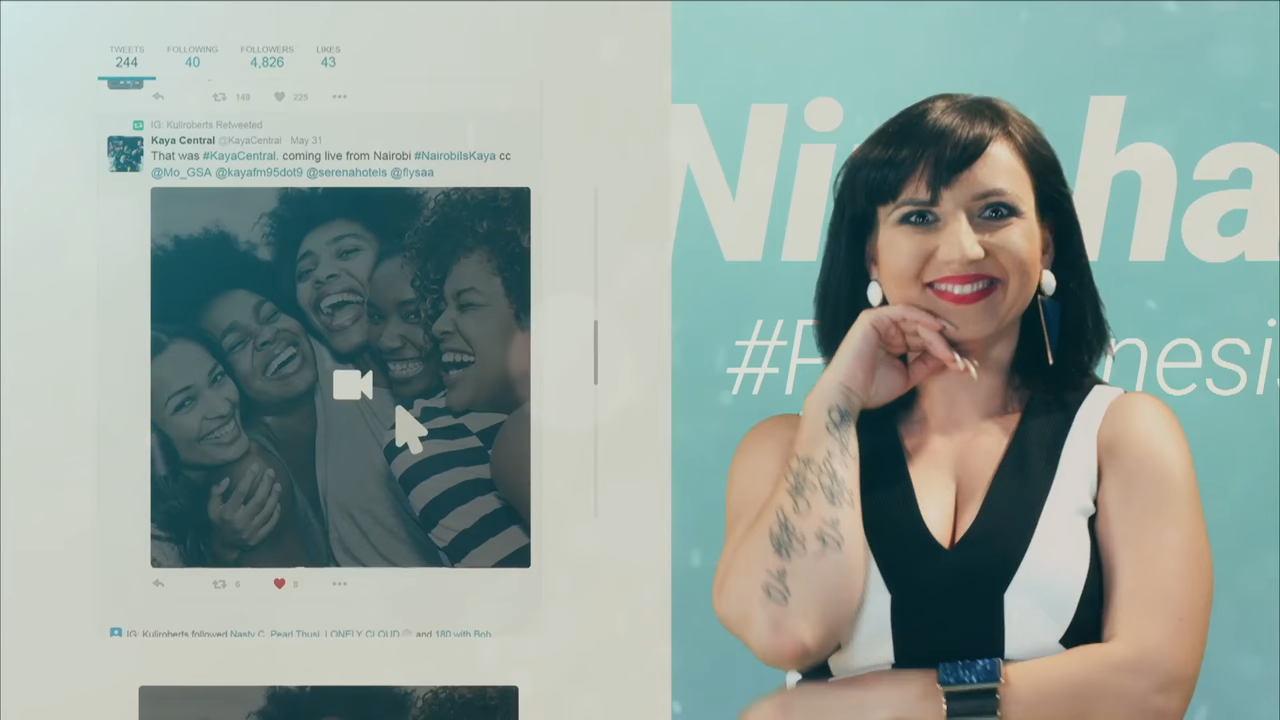 TWEETS FOLLOWING FOLLOWERS LIKES
244 40 4,826 43
149 225
IG: Kuliroberts Retweeted
Kaya Central @KayaCentral · May 31
That was #KayaCentral. coming live from Nairobi #NairobiIsKaya cc
@Mo_GSA @kayafm95dot9 @serenahotels @flysaa
6 8
IG: Kuliroberts followed Nasty C, Pearl Thusi, LONELY CLOUD and 180 with Bob